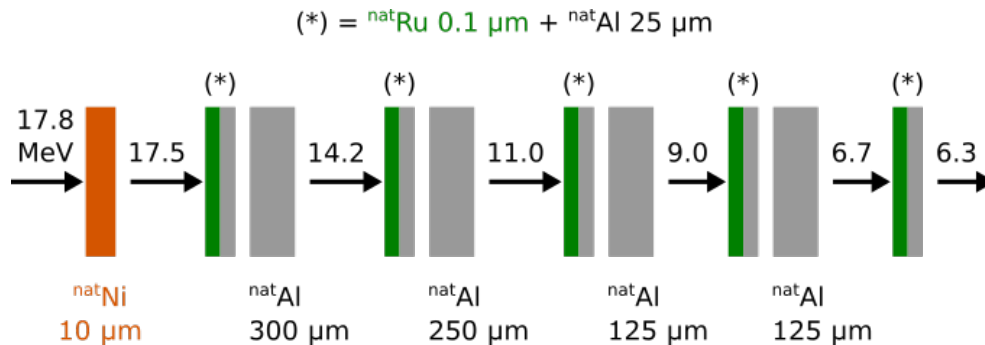 (*) = ⁿᵃᵗRu 0.1 µm + ⁿᵃᵗAl 25 µm
(*) (*) (*) (*) (*)
17.8
MeV 17.5 14.2 11.0 9.0 6.7 6.3
ⁿᵃᵗNi ⁿᵃᵗAl ⁿᵃᵗAl ⁿᵃᵗAl ⁿᵃᵗAl
10 µm 300 µm 250 µm 125 µm 125 µm